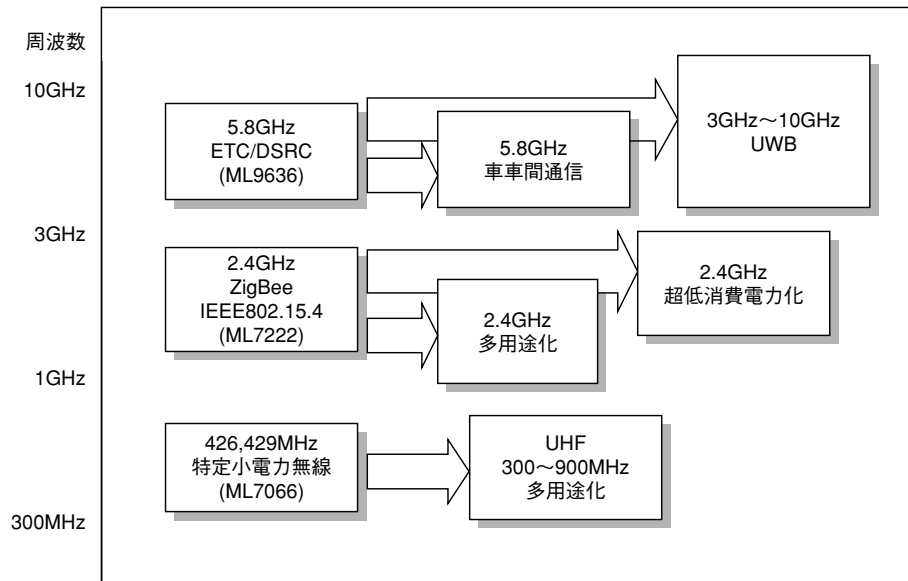 周波数
10GHz
3GHz
1GHz
300MHz
5.8GHz
ETC/DSRC
(ML9636)
5.8GHz
車車間通信
3GHz～10GHz
UWB
2.4GHz
ZigBee
IEEE802.15.4
(ML7222)
2.4GHz
多用途化
2.4GHz
超低消費電力化
426,429MHz
特定小電力無線
(ML7066)
UHF
300～900MHz
多用途化